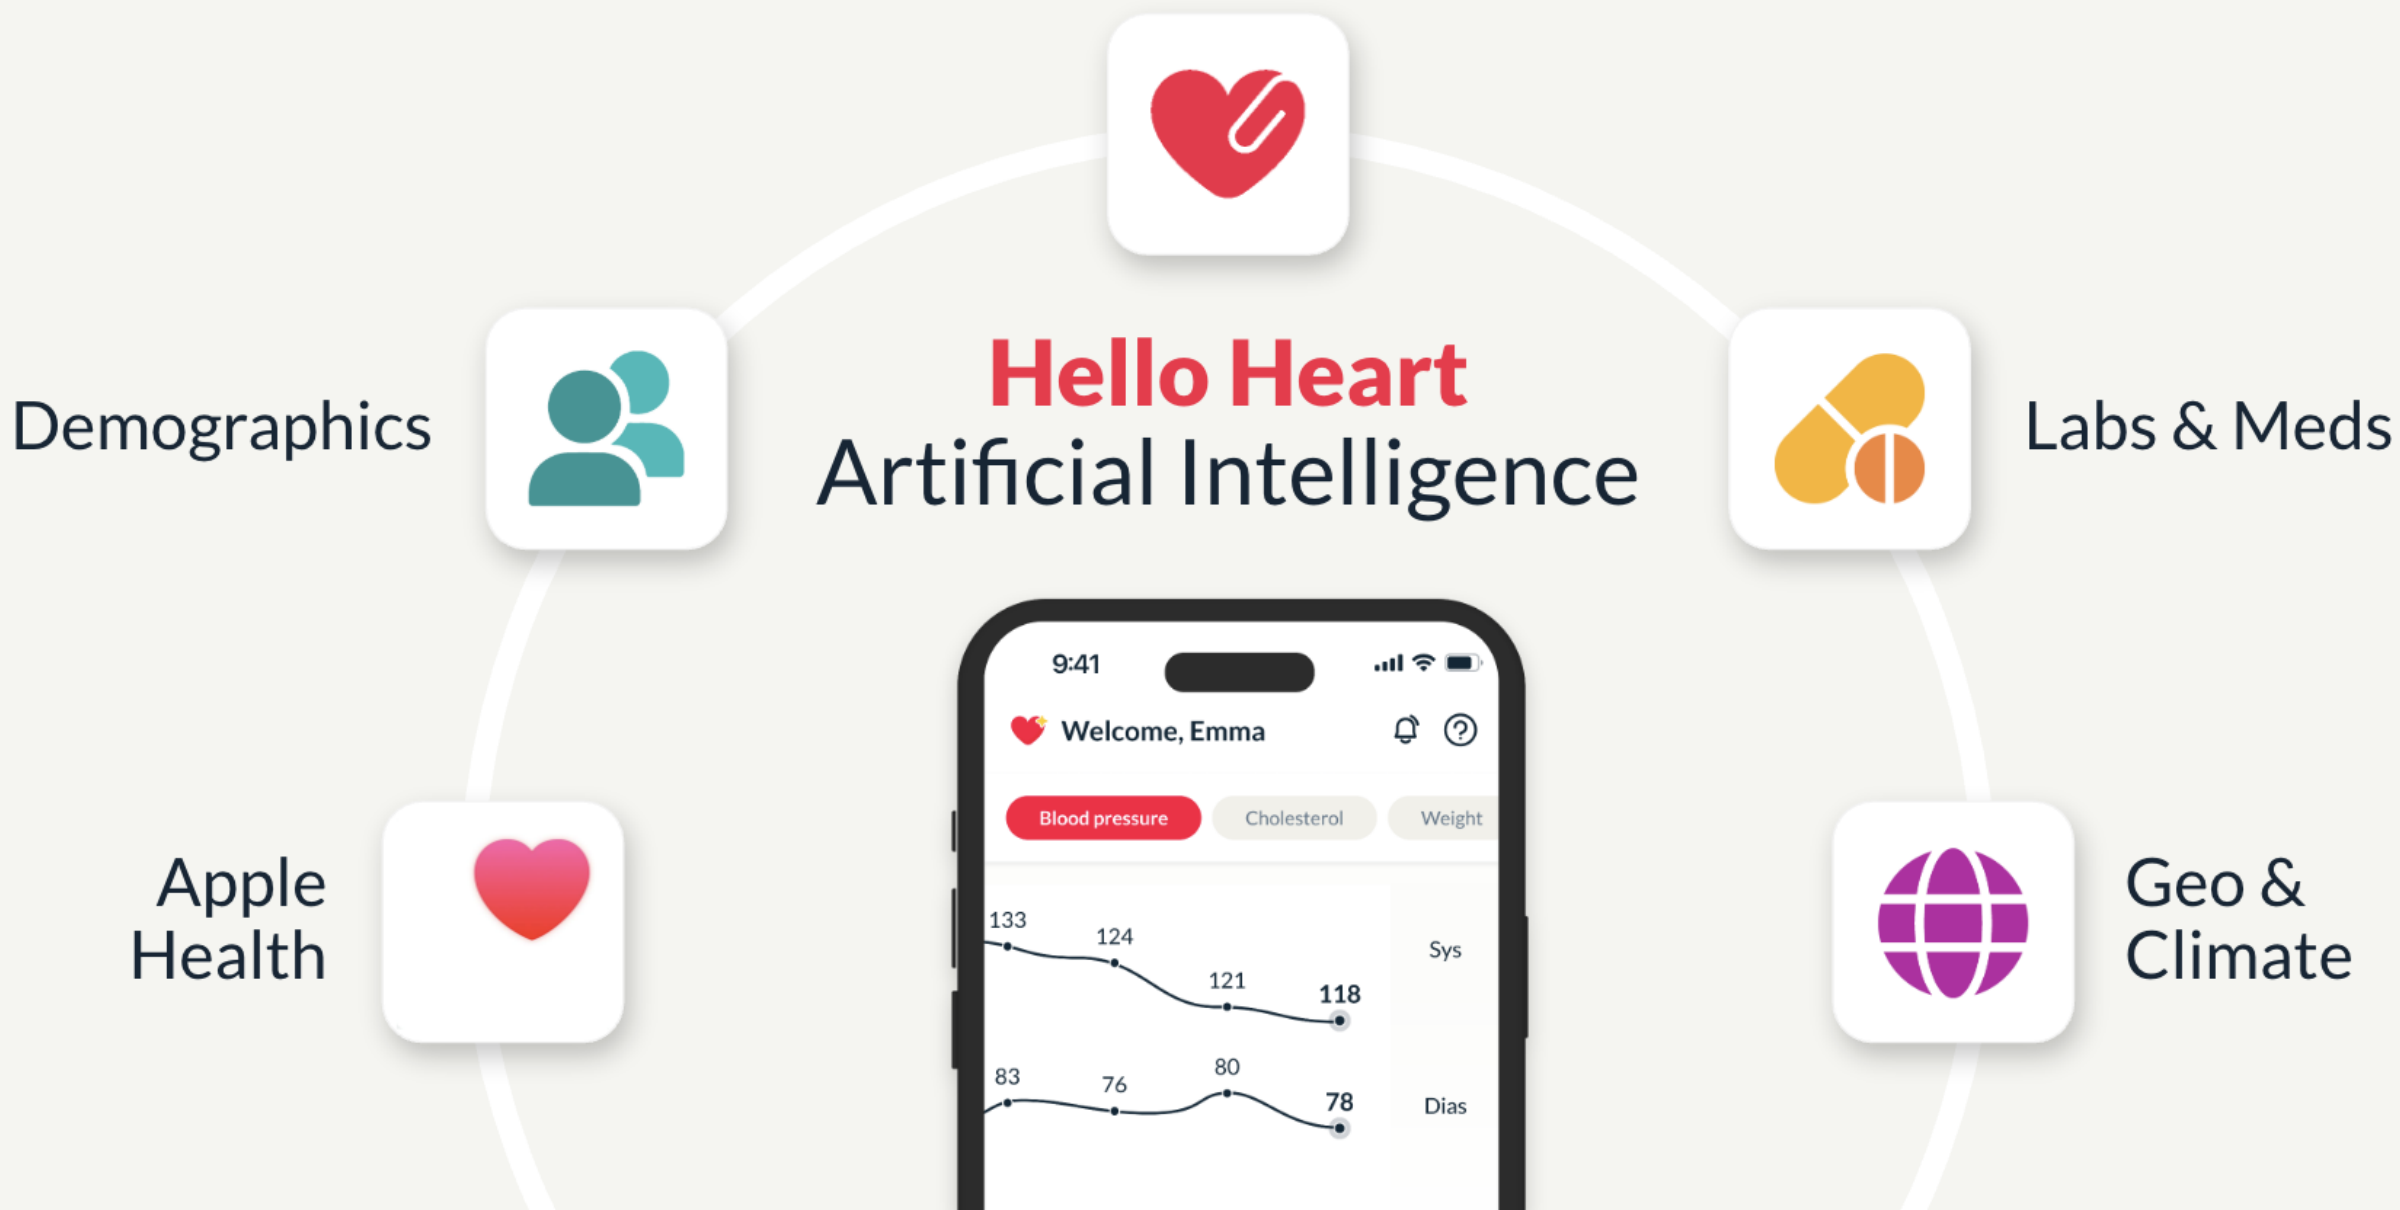 Hello Heart
Artificial Intelligence
Demographics
Labs & Meds
Apple
Health
Geo &
Climate
9:41
Welcome, Emma
Blood pressure
Cholesterol
Weight
133
124
121
118
Sys
83
76
80
78
Dias